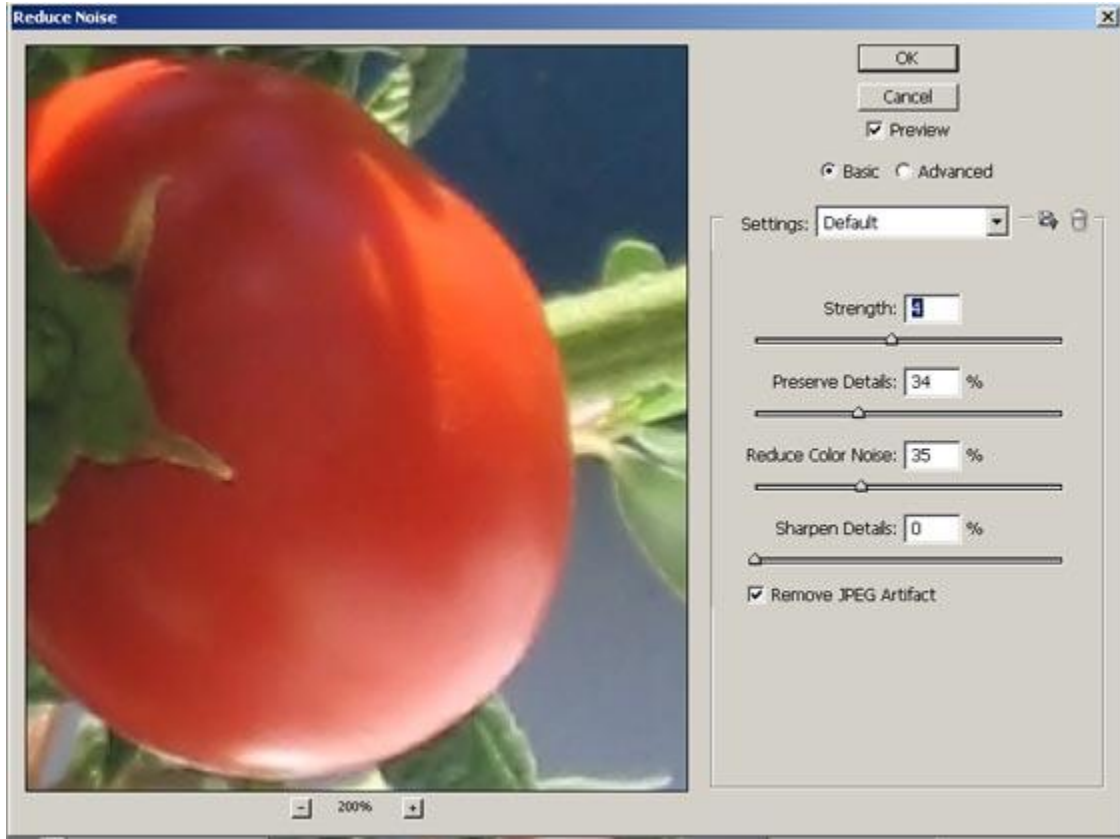 Reduce Noise
OK
Cancel
Preview
Basic Advanced
Settings: Default
Strength: 4
Preserve Details: 34 %
Reduce Color Noise: 35 %
Sharpen Details: 0 %
Remove JPEG Artifact
- 200% +